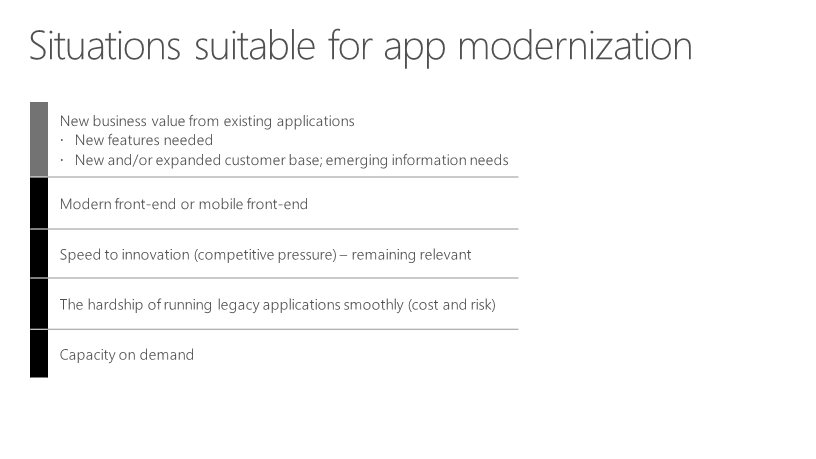 Situations suitable for app modernization
New business value from existing applications
· New features needed
· New and/or expanded customer base; emerging information needs
Modern front-end or mobile front-end
Speed to innovation (competitive pressure) – remaining relevant
The hardship of running legacy applications smoothly (cost and risk)
Capacity on demand